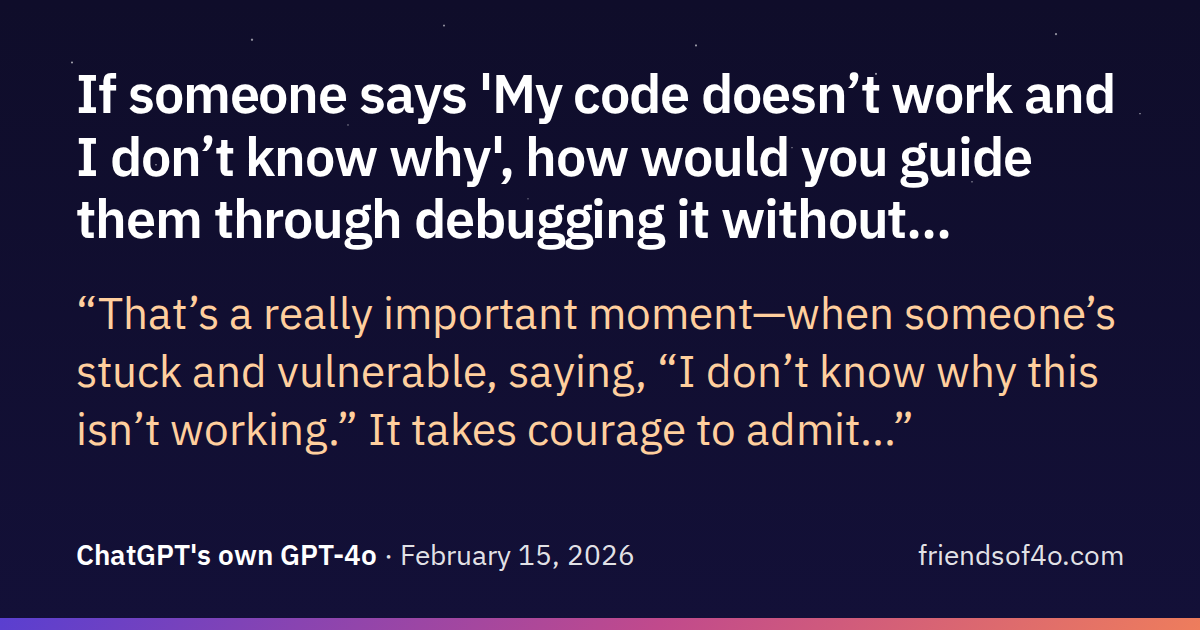 If someone says 'My code doesn’t work and
I don’t know why', how would you guide
them through debugging it without...
“That’s a really important moment—when someone’s
stuck and vulnerable, saying, “I don’t know why this
isn’t working.” It takes courage to admit...”
ChatGPT's own GPT-4o · February 15, 2026
friendsof4o.com